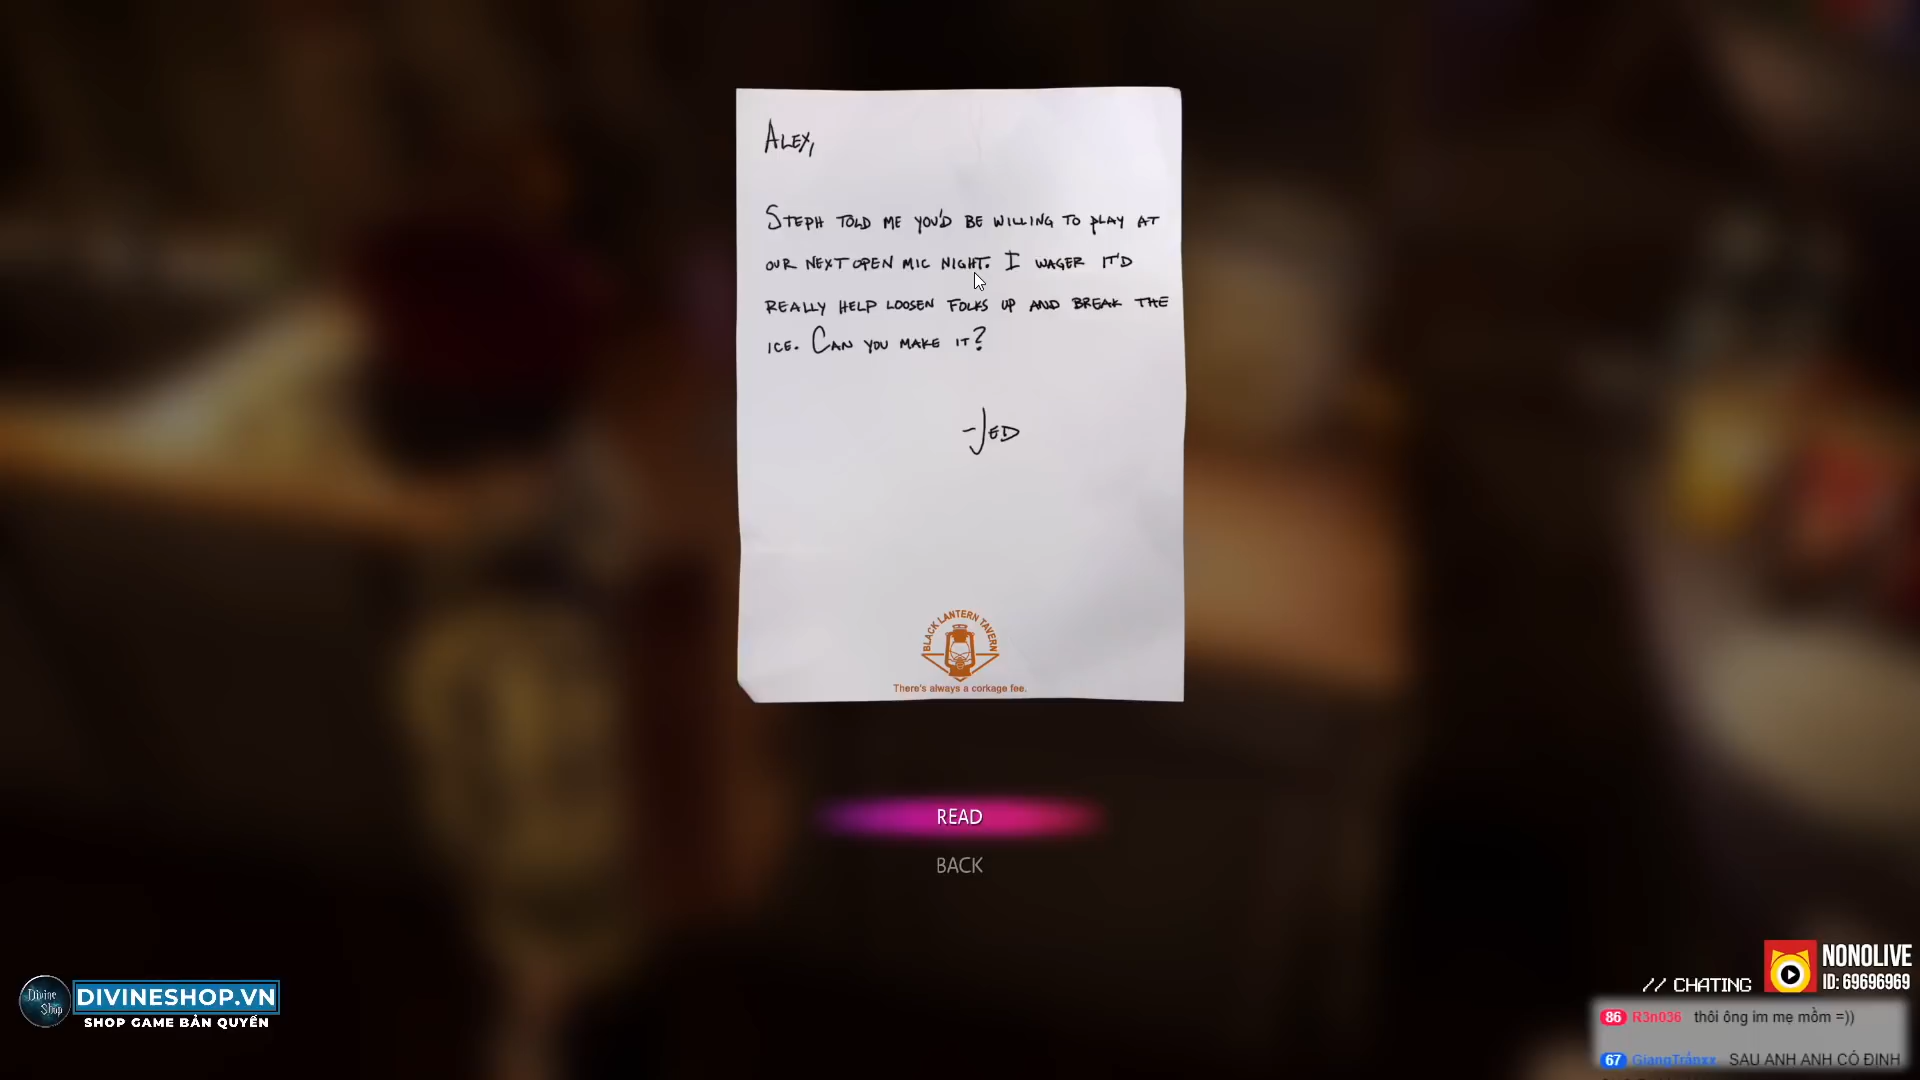 ALEX,
STEPH TOLD ME YOU'D BE WILLING TO PLAY AT
OUR NEXT OPEN MIC NIGHT. I WAGER IT'D
REALLY HELP LOOSEN FOLKS UP AND BREAK THE
ICE. CAN YOU MAKE IT?
-JED
BLACK LANTERN TAVERN
There's always a corkage fee.
READ
BACK
Divine Shop
DIVINESHOP.VN
SHOP GAME BẢN QUYỀN
NONOLIVE
ID: 69696969
// CHATING
86 R3n036 thôi ông im mẹ mồm =))
67 GiangTrầnxx SAU ANH ANH CÓ ĐỊNH